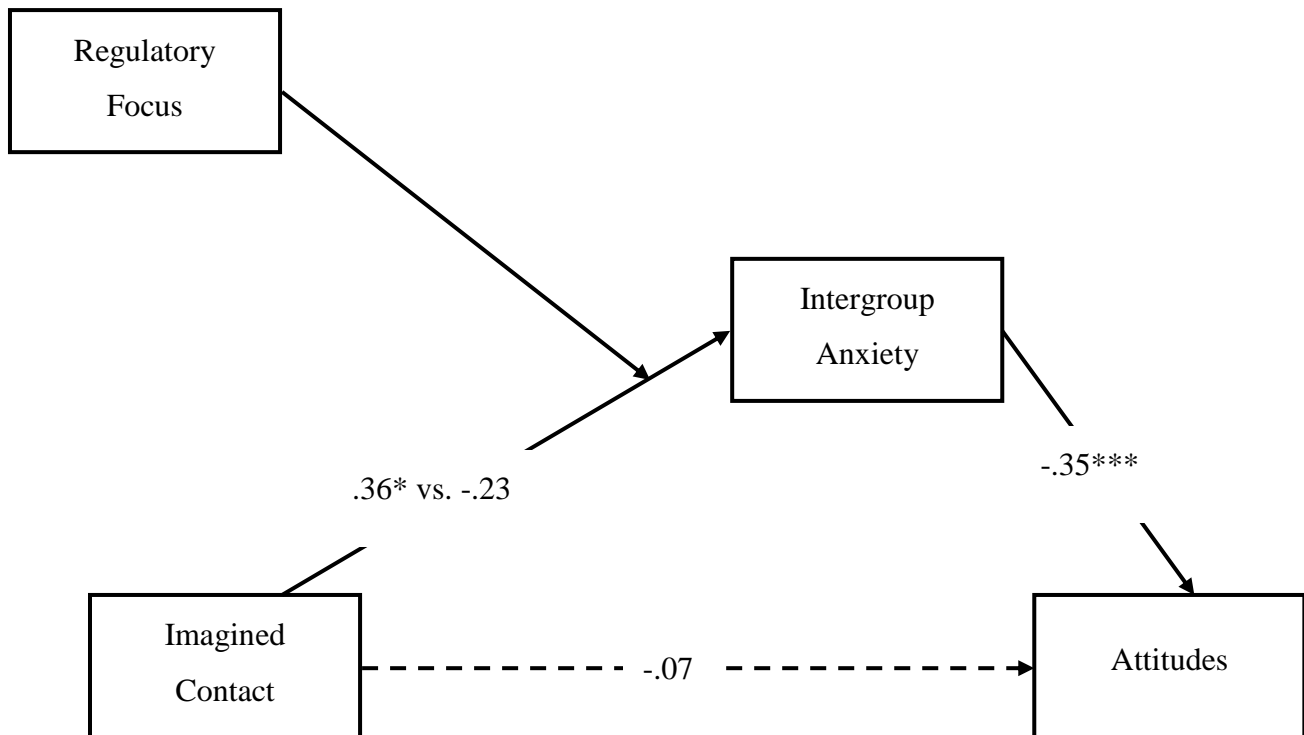 Regulatory
Focus
Intergroup
Anxiety
-.35***
.36* vs. -.23
Imagined
Contact
-.07
Attitudes